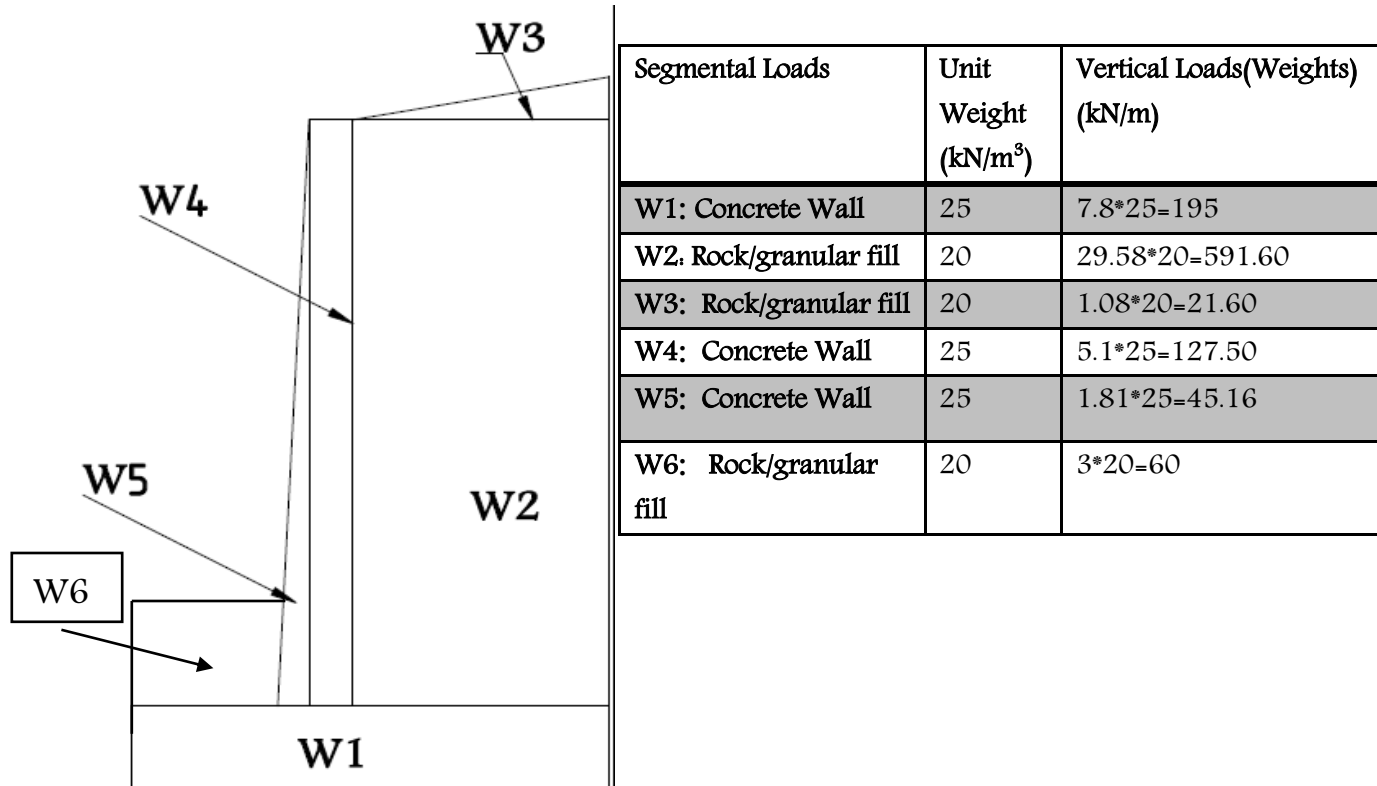 W3
W4
W5
W2
W6
W1
Segmental Loads
Unit
Weight
(kN/m³)
Vertical Loads(Weights)
(kN/m)
W1: Concrete Wall
25
7.8*25=195
W2: Rock/granular fill
20
29.58*20=591.60
W3: Rock/granular fill
20
1.08*20=21.60
W4: Concrete Wall
25
5.1*25=127.50
W5: Concrete Wall
25
1.81*25=45.16
W6: Rock/granular
fill
20
3*20=60